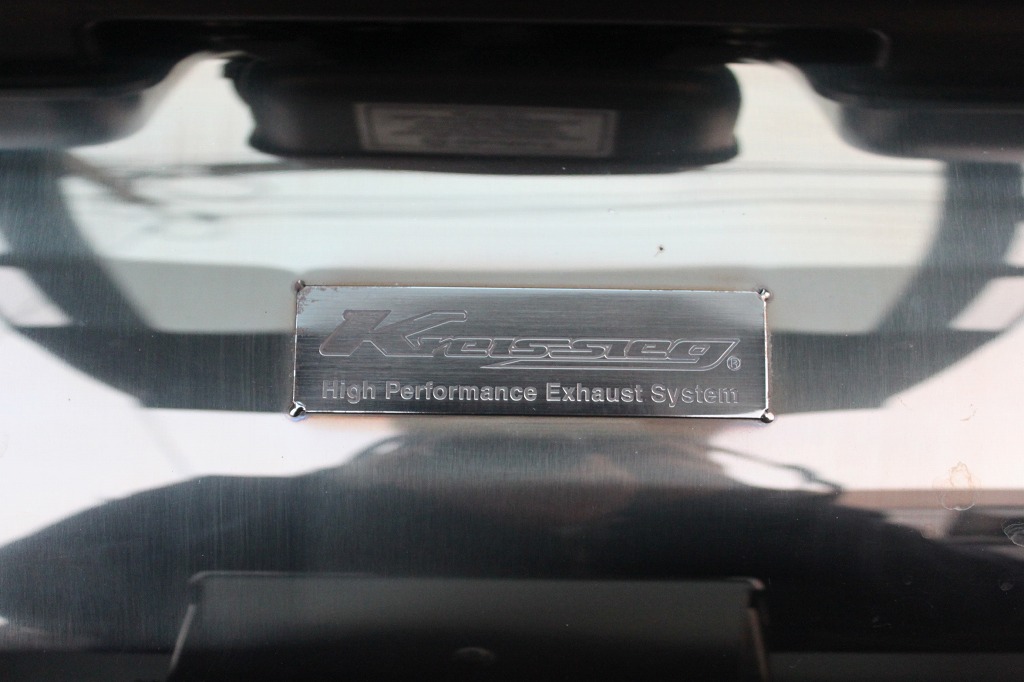 Kreissieg®
High Performance Exhaust System